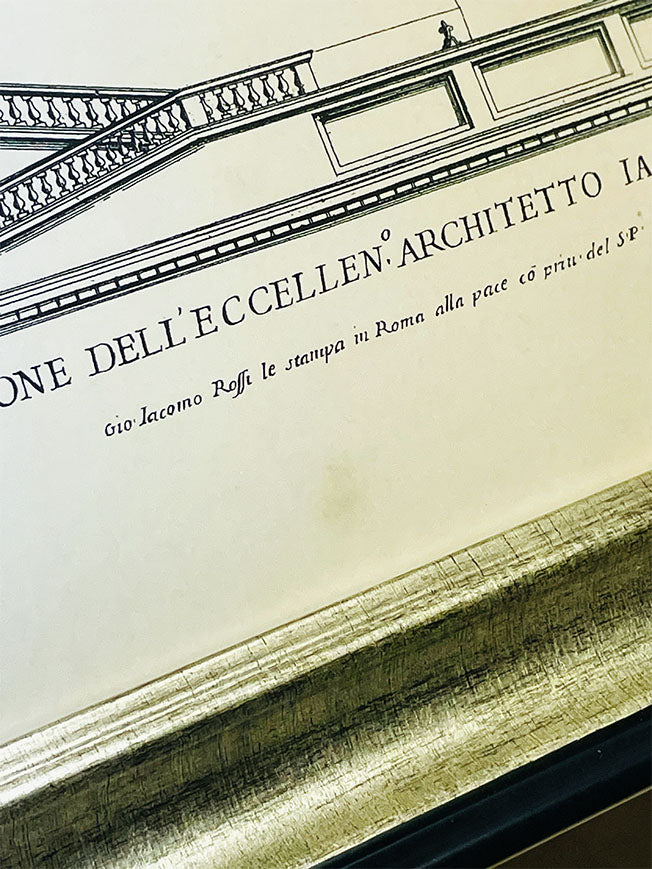 ONE DELL'ECCELLEN.º ARCHITETTO IA
Gio. Iacomo Rossi le stampa in Roma alla pace cō priu. del S.P.